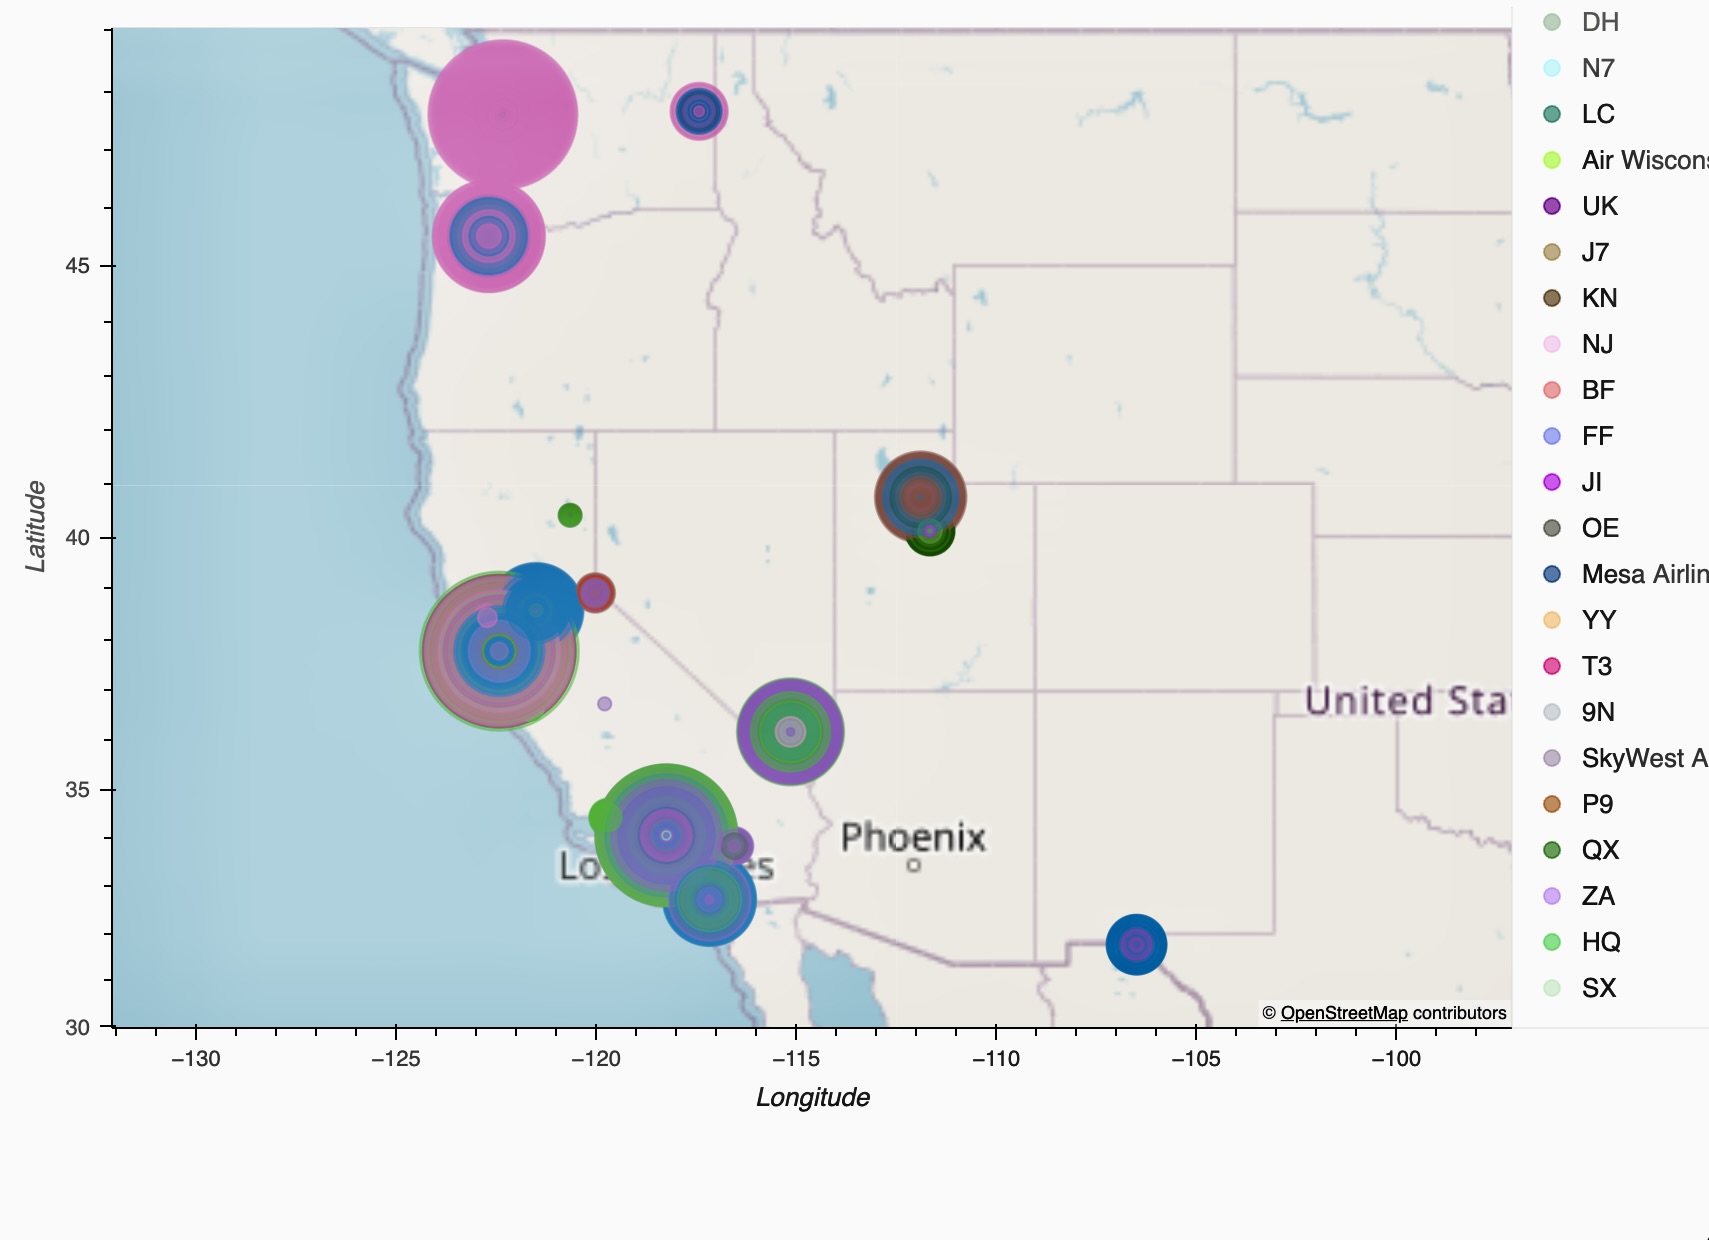 DH
N7
LC
Air Wiscons
UK
J7
KN
NJ
BF
FF
JI
OE
Mesa Airlin
YY
T3
9N
SkyWest A
P9
QX
ZA
HQ
SX
45
40
35
30
Latitude
United Sta
Phoenix
Lo
es
© OpenStreetMap contributors
−130
−125
−120
−115
−110
−105
−100
Longitude